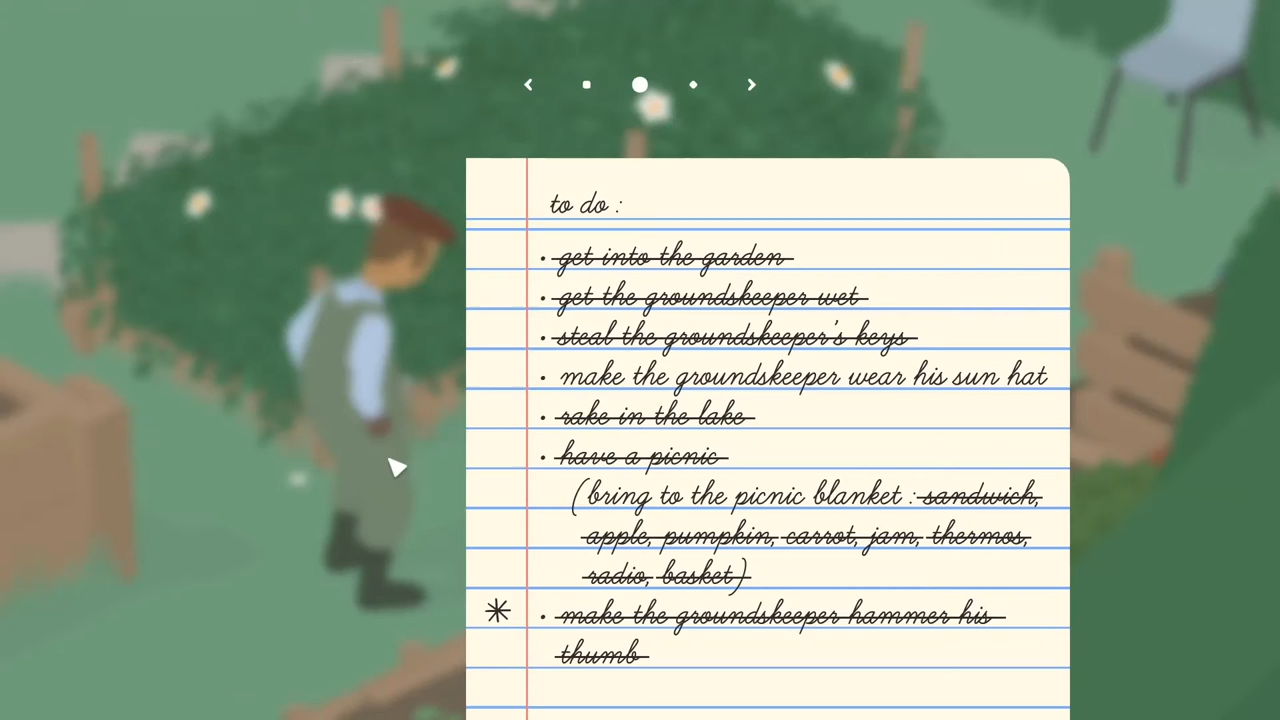 to do :
• get into the garden
• get the groundskeeper wet
• steal the groundskeeper's keys
• make the groundskeeper wear his sun hat
• rake in the lake
• have a picnic
(bring to the picnic blanket : sandwich,
apple, pumpkin, carrot, jam, thermos,
radio, basket)
• make the groundskeeper hammer his
thumb